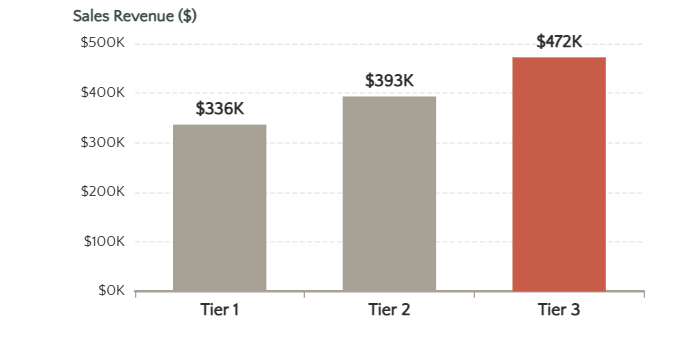 Sales Revenue ($)
$500K
$472K
$400K
$393K
$336K
$300K
$200K
$100K
$0K
Tier 1 Tier 2 Tier 3